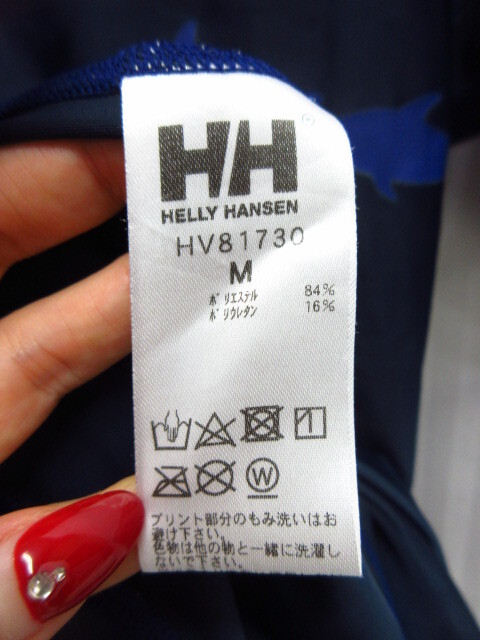 HH
HELLY HANSEN
HV81730
M
ポリエステル 84%
ポリウレタン 16%
W
プリント部分のもみ洗いはお
避け下さい。
色物は他の物と一緒に洗濯し
ないで下さい。